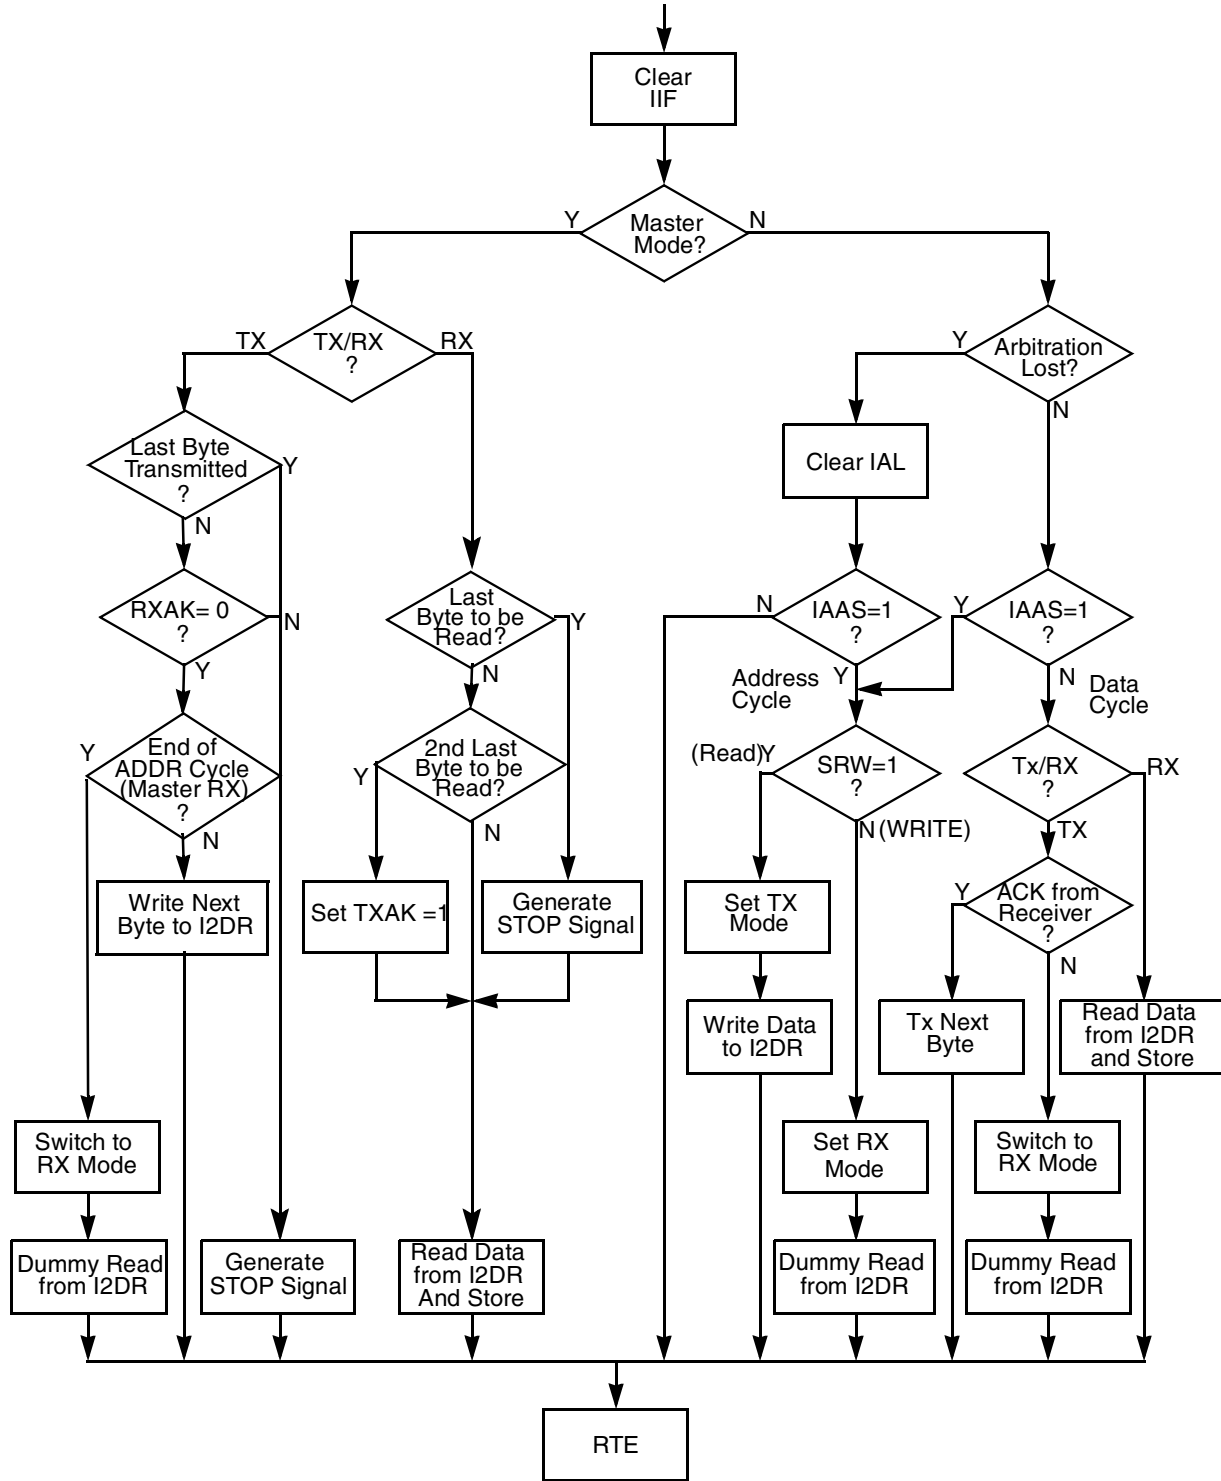 Clear
IIF
Y
Master
Mode?
N
TX
TX/RX
?
RX
Y
Arbitration
Lost?
N
Last Byte
Transmitted
?
Y
N
Clear IAL
RXAK= 0
?
N
Y
Last
Byte to be
Read?
Y
N
N
IAAS=1
?
Y
Address
Cycle
Y
IAAS=1
?
N
Data
Cycle
Y
End of
ADDR Cycle
(Master RX)
?
N
Y
2nd Last
Byte to be
Read?
N
(Read)Y
SRW=1
?
N (WRITE)
Tx/RX
?
RX
TX
Write Next
Byte to I2DR
Set TXAK =1
Generate
STOP Signal
Set TX
Mode
Y
ACK from
Receiver
?
N
Write Data
to I2DR
Tx Next
Byte
Read Data
from I2DR
and Store
Switch to
RX Mode
Set RX
Mode
Switch to
RX Mode
Dummy Read
from I2DR
Generate
STOP Signal
Read Data
from I2DR
And Store
Dummy Read
from I2DR
Dummy Read
from I2DR
RTE